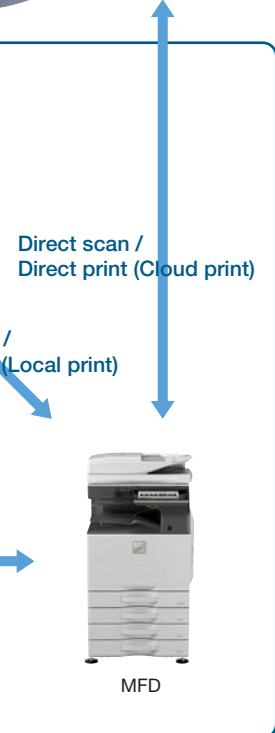 Direct scan /
Direct print (Cloud print)
/
(Local print)
MFD